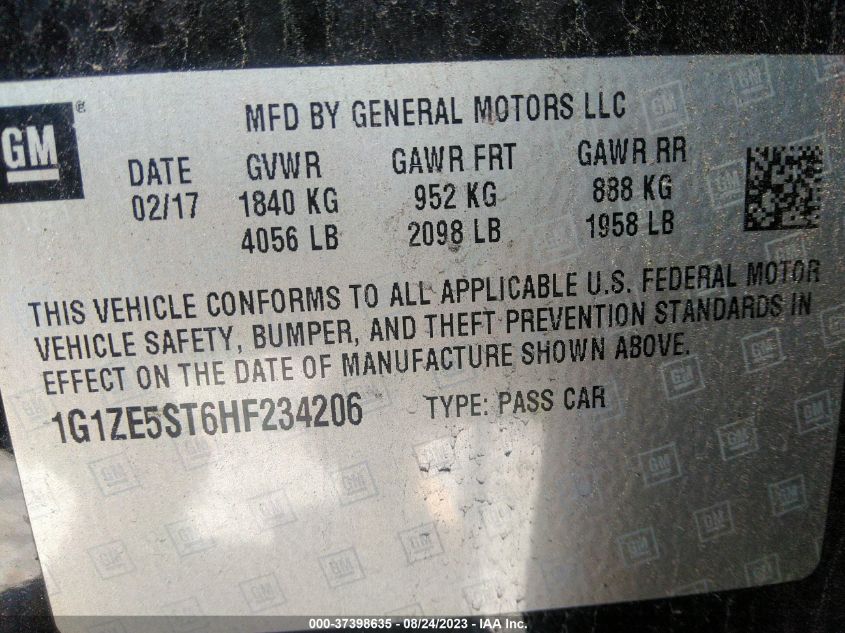 GM ®
MFD BY GENERAL MOTORS LLC
DATE GVWR GAWR FRT GAWR RR
02/17 1840 KG 952 KG 888 KG
4056 LB 2098 LB 1958 LB
THIS VEHICLE CONFORMS TO ALL APPLICABLE U.S. FEDERAL MOTOR
VEHICLE SAFETY, BUMPER, AND THEFT PREVENTION STANDARDS IN
EFFECT ON THE DATE OF MANUFACTURE SHOWN ABOVE.
1G1ZE5ST6HF234206 TYPE: PASS CAR
000-37398635 - 08/24/2023 - IAA Inc.